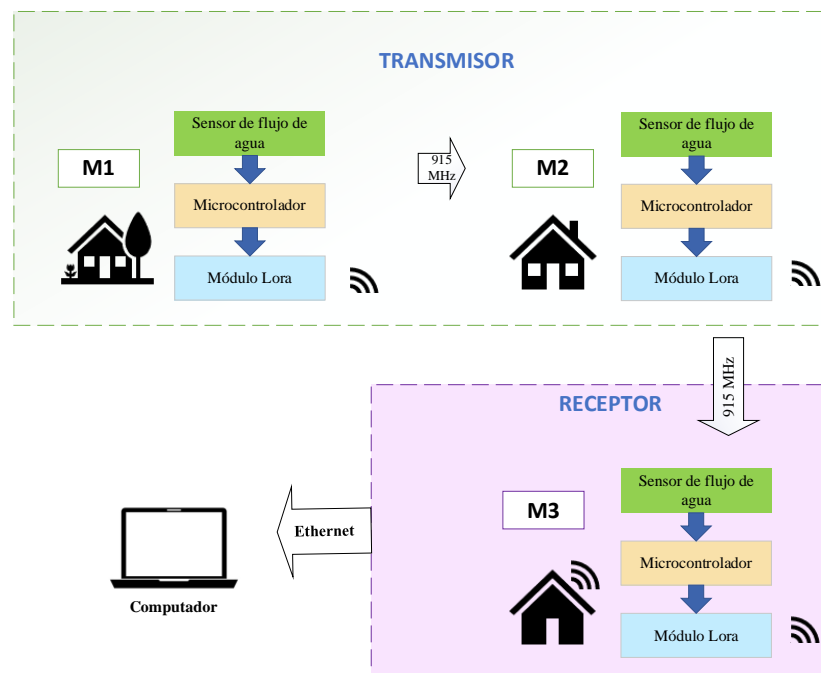 TRANSMISOR
M1
Sensor de flujo de
agua
Microcontrolador
Módulo Lora
915
MHz
M2
Sensor de flujo de
agua
Microcontrolador
Módulo Lora
915 MHz
RECEPTOR
M3
Sensor de flujo de
agua
Microcontrolador
Módulo Lora
Ethernet
Computador